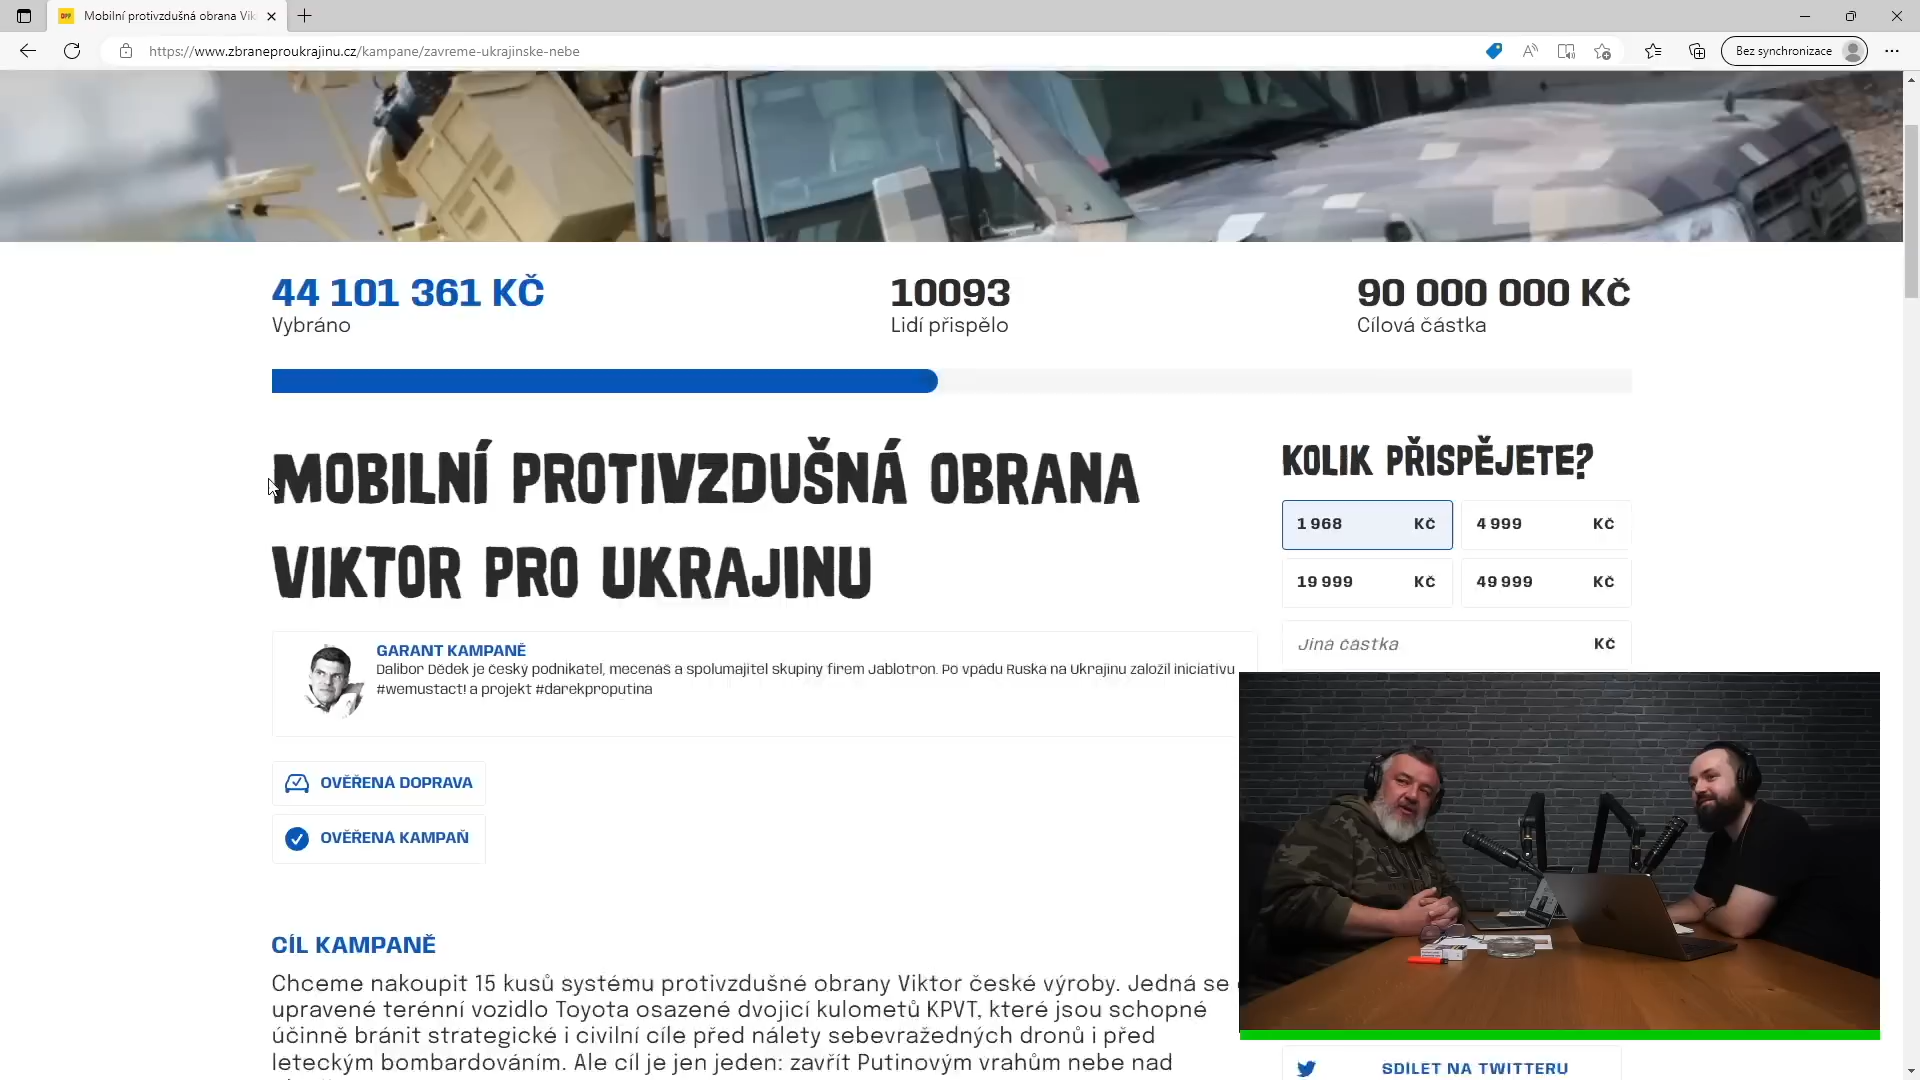 Mobilní protivzdušná obrana Vik
https://www.zbraneproukrajinu.cz/kampane/zavreme-ukrajinske-nebe
Bez synchronizace
44 101 361 KČ
Vybráno
10093
Lidí přispělo
90 000 000 KČ
Cílová částka
MOBILNÍ PROTIVZDUŠNÁ OBRANA
VIKTOR PRO UKRAJINU
KOLIK PŘISPĚJETE?
1 968 KČ
4 999 KČ
19 999 KČ
49 999 KČ
Jiná částka KČ
GARANT KAMPANĚ
Dalibor Dědek je český podnikatel, mecenáš a spolumajitel skupiny firem Jablotron. Po vpádu Ruska na Ukrajinu založil iniciativu
#wemustact! a projekt #darekproputina
OVĚŘENÁ DOPRAVA
OVĚŘENÁ KAMPAŇ
CÍL KAMPANĚ
Chceme nakoupit 15 kusů systému protivzdušné obrany Viktor české výroby. Jedná se
upravené terénní vozidlo Toyota osazené dvojicí kulometů KPVT, které jsou schopné
účinně bránit strategické i civilní cíle před nálety sebevražedných dronů i před
leteckým bombardováním. Ale cíl je jen jeden: zavřít Putinovým vrahům nebe nad
SDÍLET NA TWITTERU